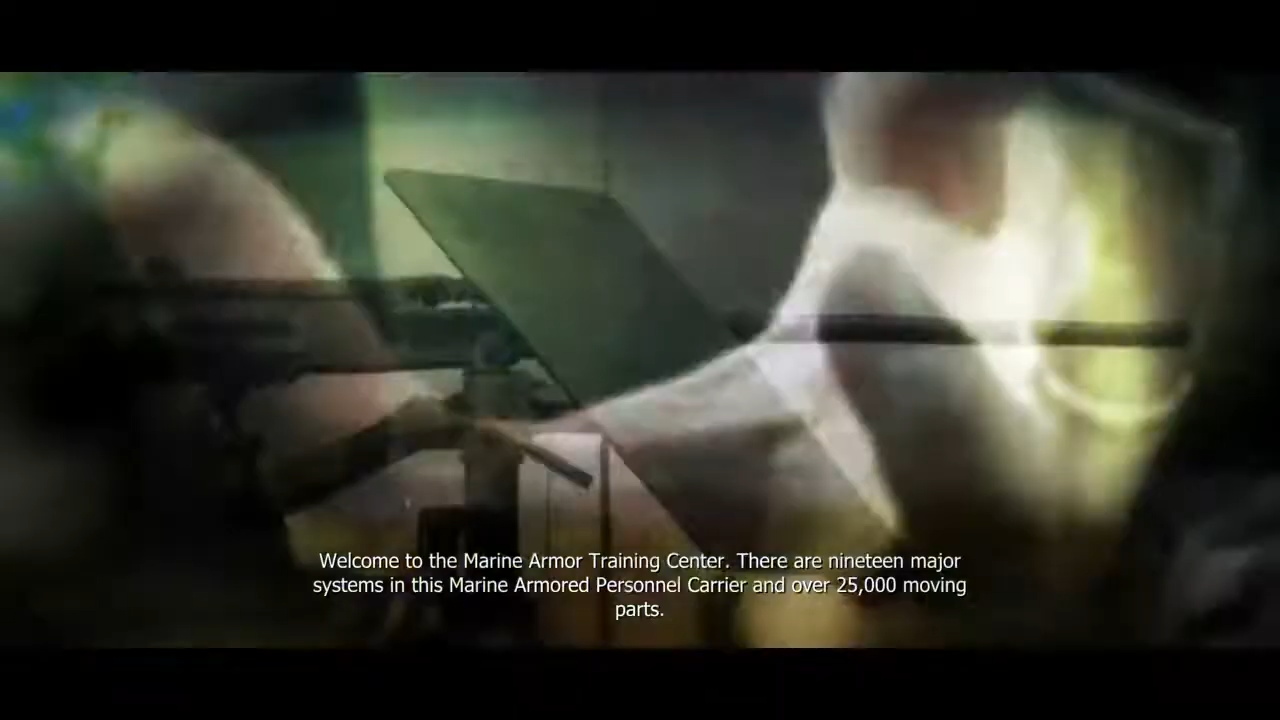 Welcome to the Marine Armor Training Center. There are nineteen major
systems in this Marine Armored Personnel Carrier and over 25,000 moving
parts.